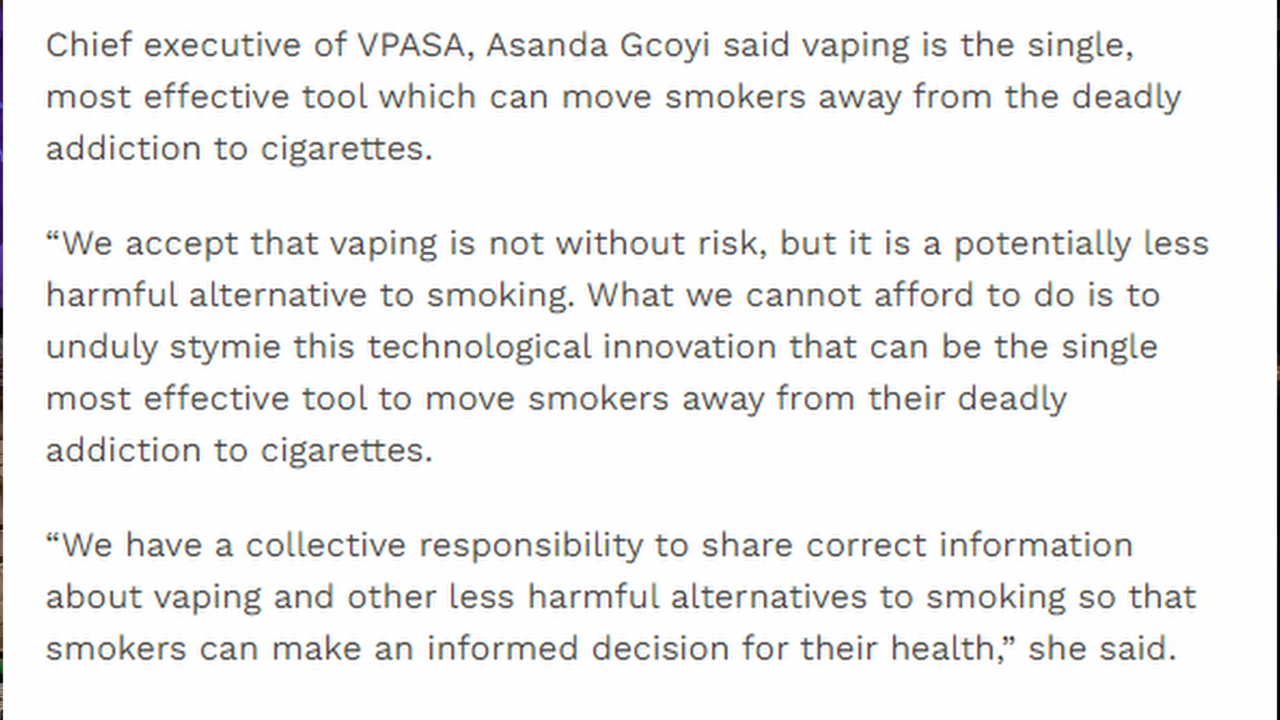 Chief executive of VPASA, Asanda Gcoyi said vaping is the single,
most effective tool which can move smokers away from the deadly
addiction to cigarettes.
“We accept that vaping is not without risk, but it is a potentially less
harmful alternative to smoking. What we cannot afford to do is to
unduly stymie this technological innovation that can be the single
most effective tool to move smokers away from their deadly
addiction to cigarettes.
“We have a collective responsibility to share correct information
about vaping and other less harmful alternatives to smoking so that
smokers can make an informed decision for their health,” she said.